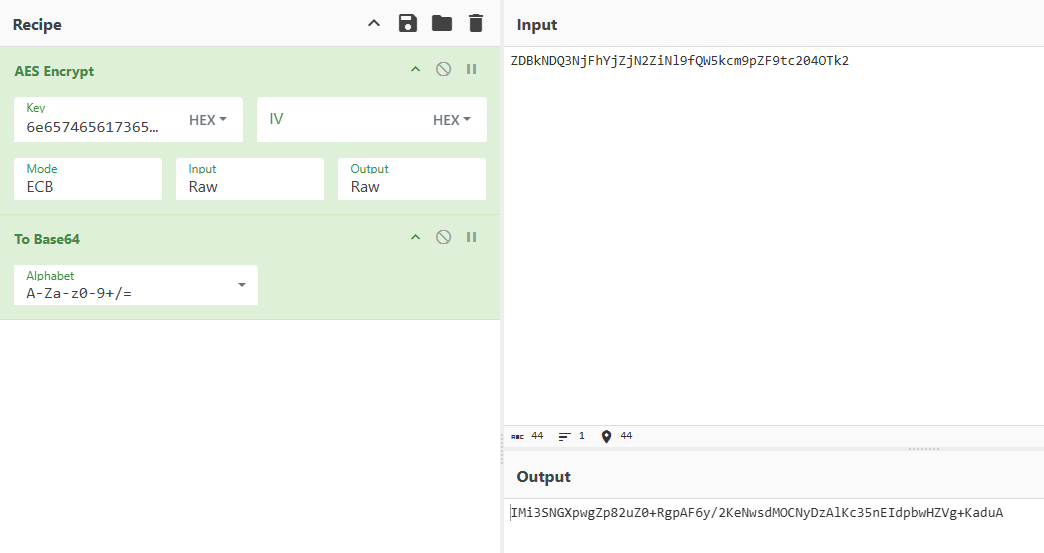 Recipe
Input
AES Encrypt
Key
6e657465617365…
HEX
IV
HEX
Mode
ECB
Input
Raw
Output
Raw
To Base64
Alphabet
A-Za-z0-9+/=
ZDBkNDQ3NjFhYjZjN2ZiNl9fQW5kcm9pZF9tc204OTk2
ABC 44
1
44
Output
IMi3SNGXpwgZp82uZ0+RgpAF6y/2KeNwsdMOCNyDzAlKc35nEIdpbwHZVg+KaduA